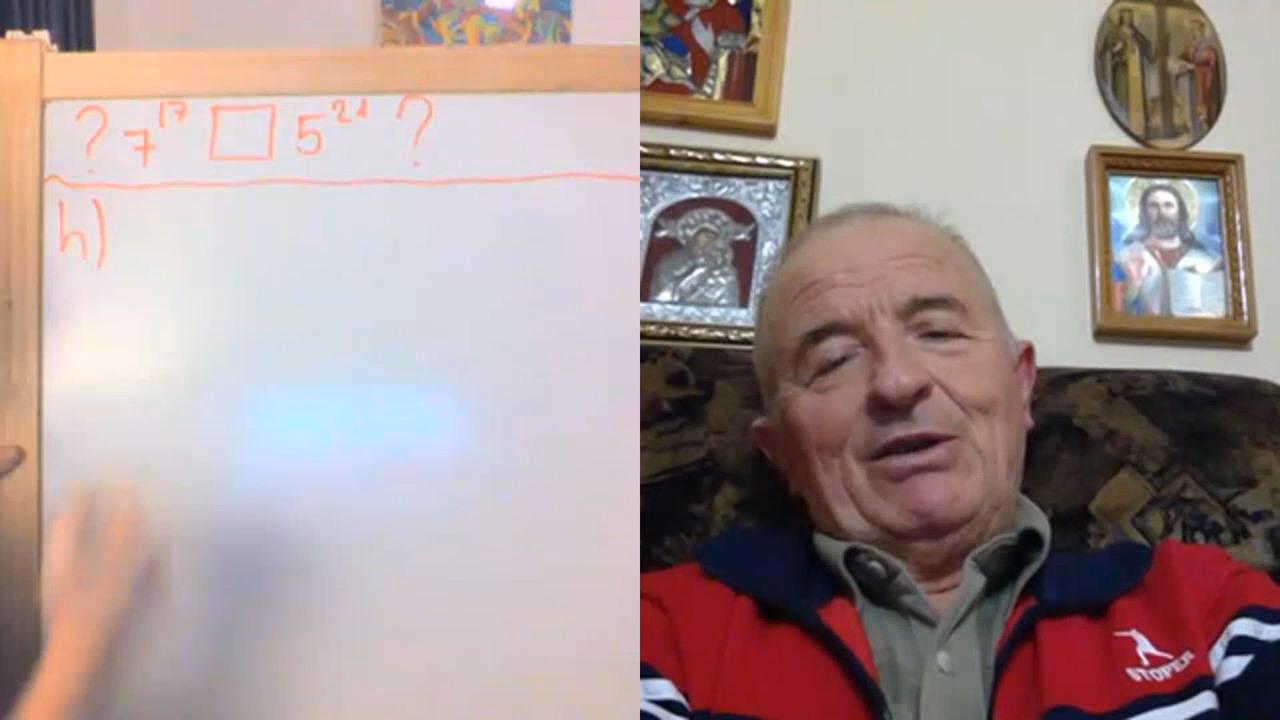 ? 7¹⁷ □ 5²¹ ?
h)
STOPER